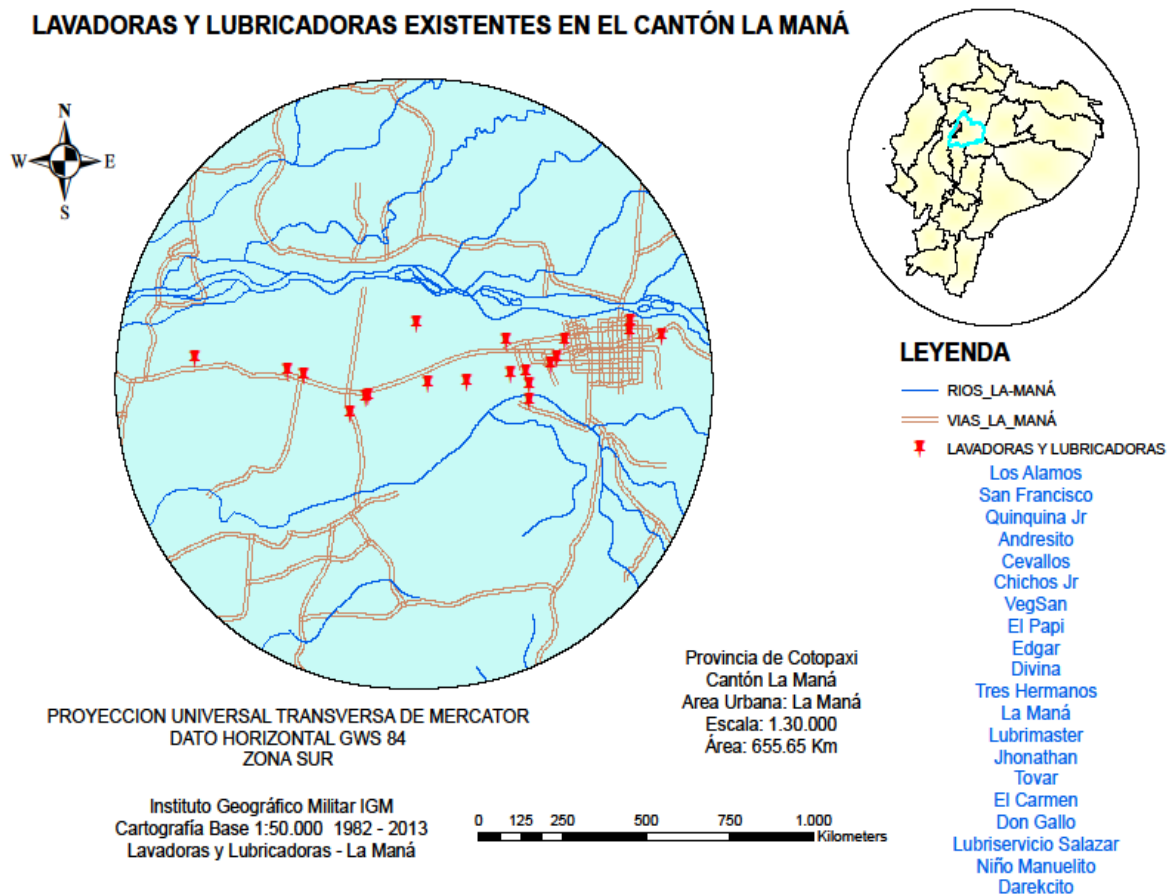 LAVADORAS Y LUBRICADORAS EXISTENTES EN EL CANTÓN LA MANÁ
N
W
E
S
LEYENDA
RIOS_LA-MANÁ
VIAS_LA_MANÁ
LAVADORAS Y LUBRICADORAS
Los Alamos
San Francisco
Quinquina Jr
Andresito
Cevallos
Chichos Jr
VegSan
El Papi
Edgar
Divina
Tres Hermanos
La Maná
Lubrimaster
Jhonathan
Tovar
El Carmen
Don Gallo
Lubriservicio Salazar
Niño Manuelito
Darekcito
Provincia de Cotopaxi
Cantón La Maná
Area Urbana: La Maná
Escala: 1.30.000
Área: 655.65 Km
PROYECCION UNIVERSAL TRANSVERSA DE MERCATOR
DATO HORIZONTAL GWS 84
ZONA SUR
Instituto Geográfico Militar IGM
Cartografía Base 1:50.000 1982 - 2013
Lavadoras y Lubricadoras - La Maná
0 125 250 500 750 1.000
Kilometers